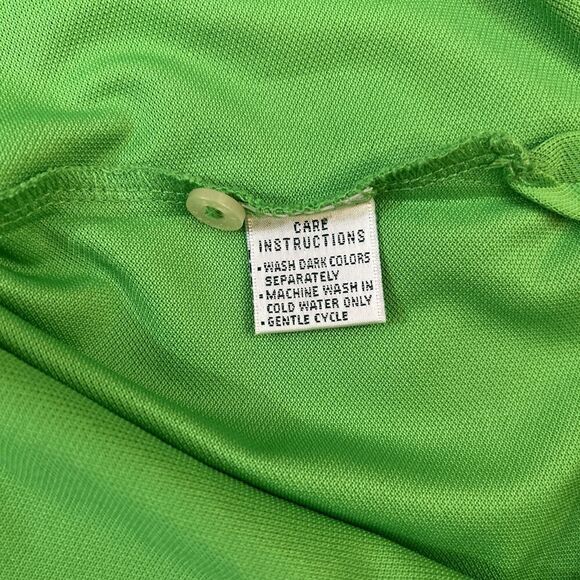 CARE
INSTRUCTIONS
• WASH DARK COLORS
SEPARATELY
• MACHINE WASH IN
COLD WATER ONLY
• GENTLE CYCLE